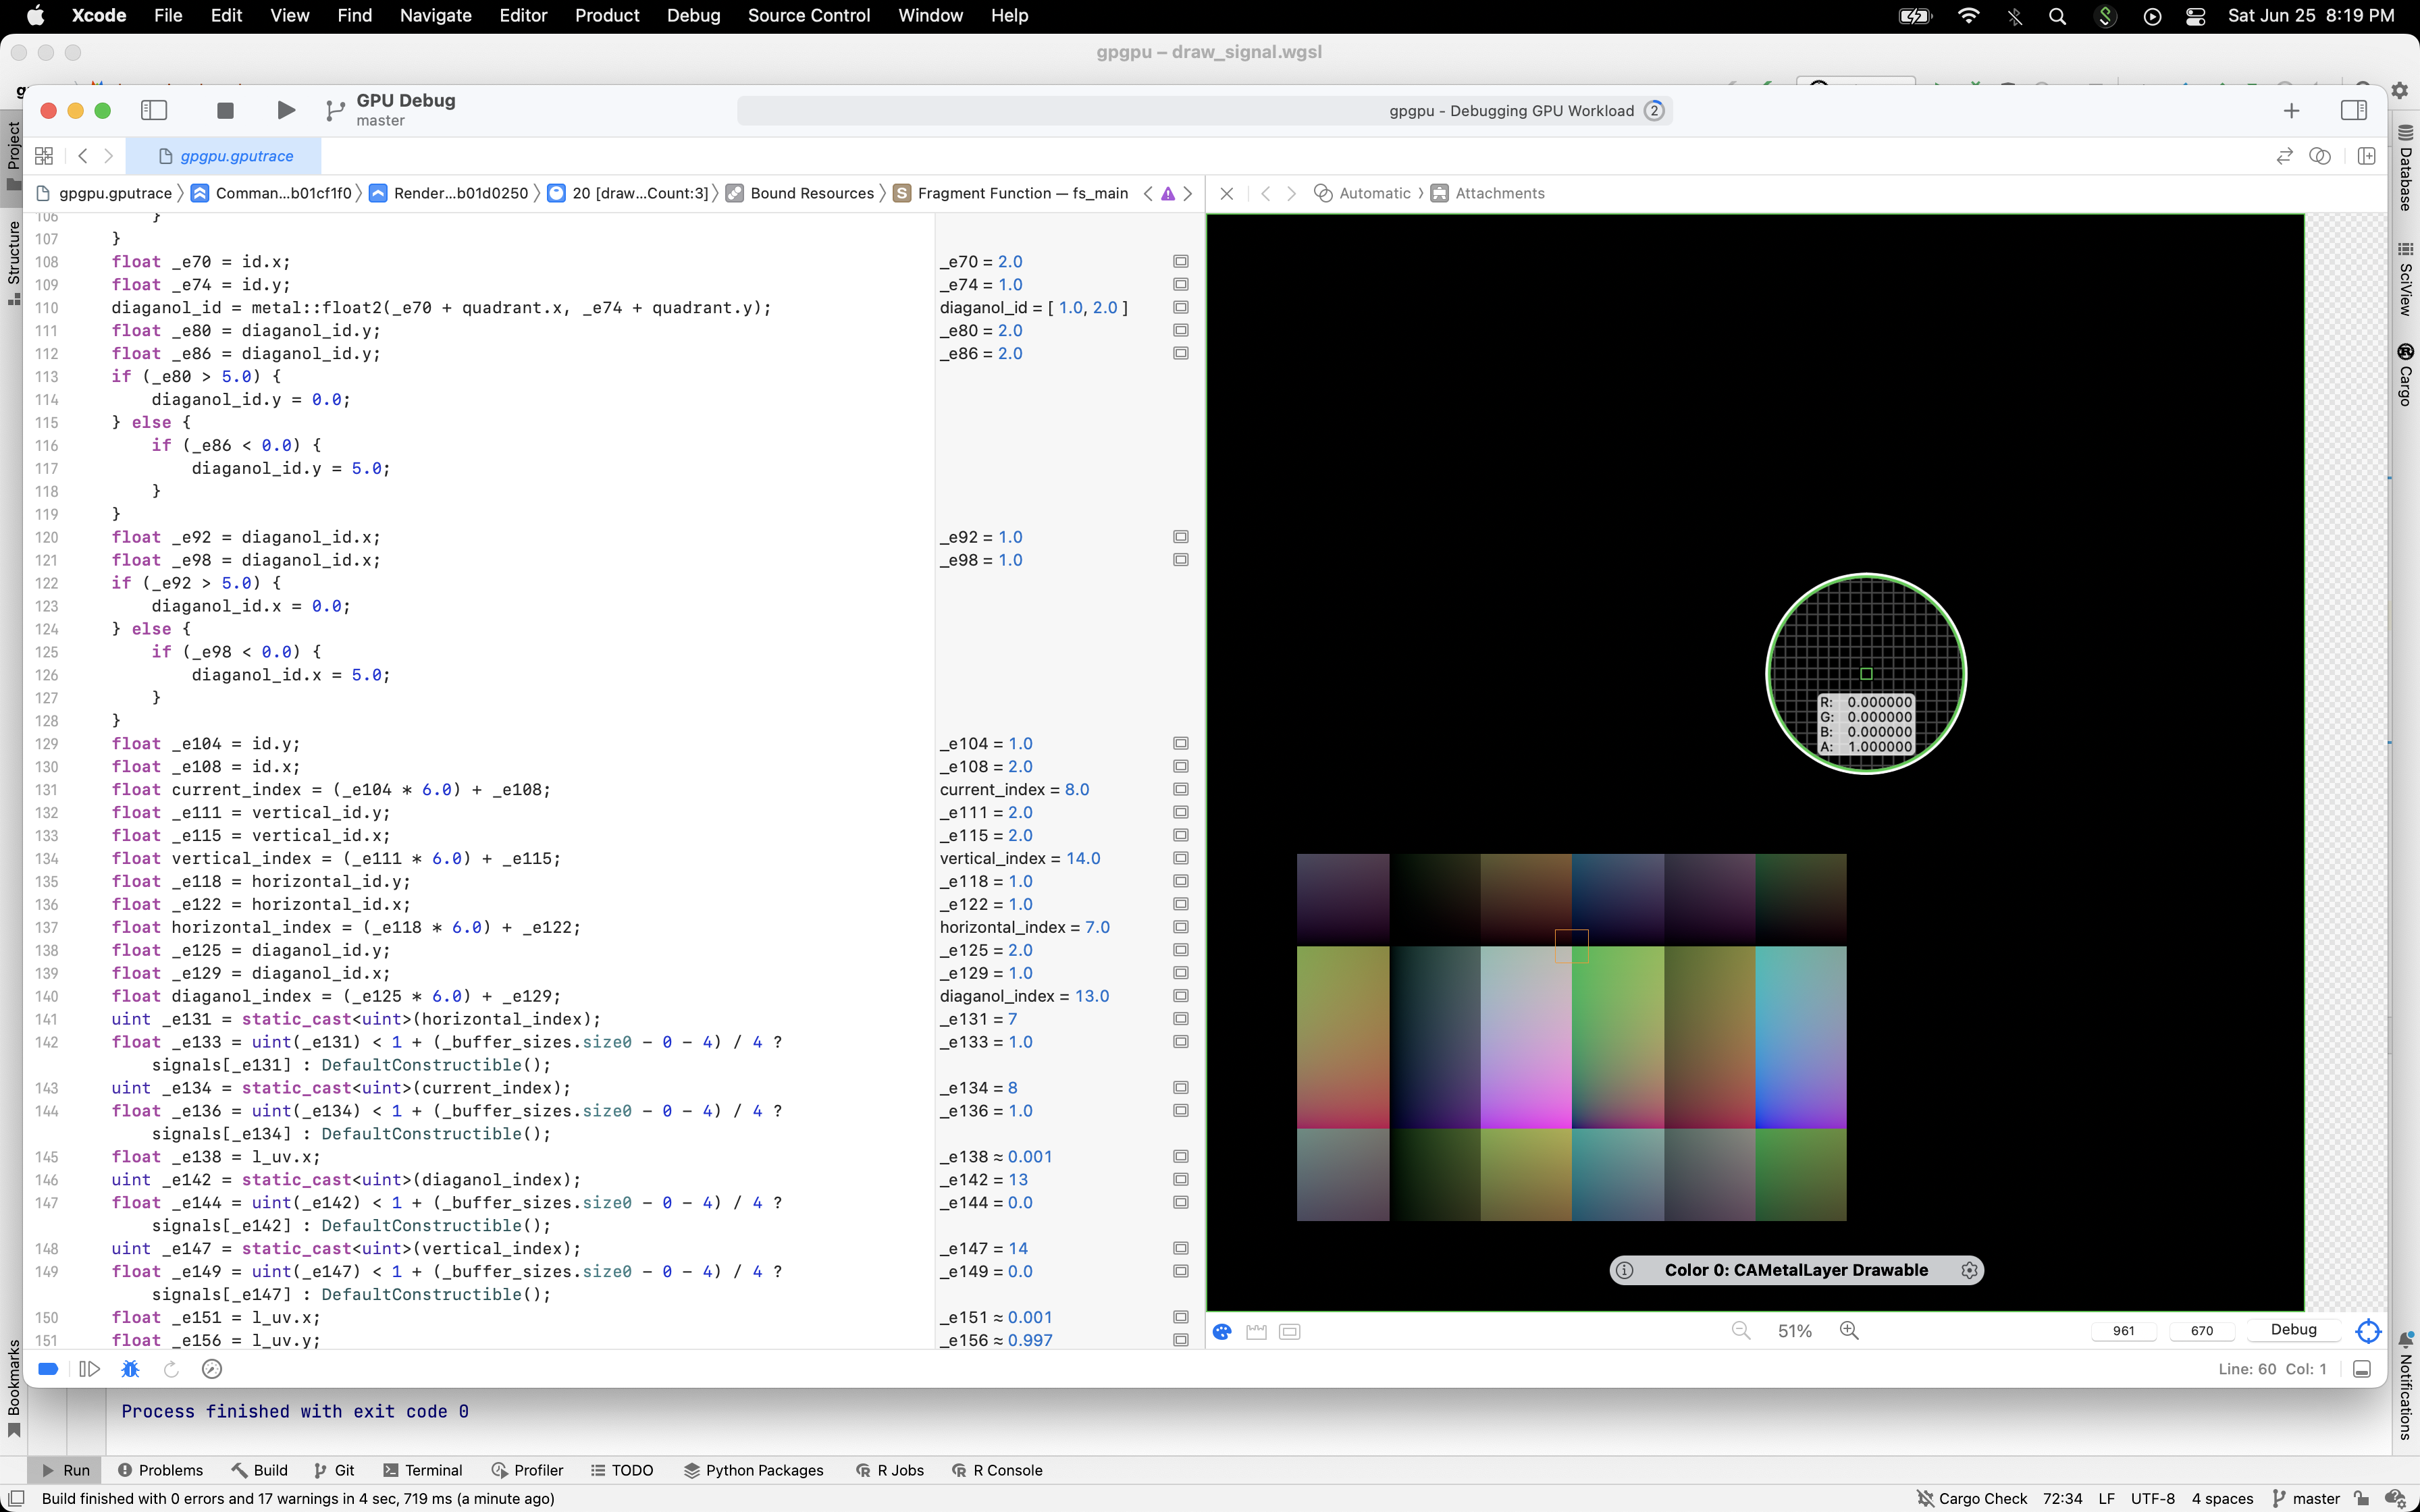 Xcode File Edit View Find Navigate Editor Product Debug Source Control Window Help Sat Jun 25 8:19 PM
gpgpu – draw_signal.wgsl
GPU Debug
master
gpgpu - Debugging GPU Workload 2
gpgpu.gputrace
gpgpu.gputrace Comman...b01cf1f0 Render...b01d0250 20 [draw...Count:3] Bound Resources S Fragment Function — fs_main
Automatic Attachments
106 }
107 }
108 float _e70 = id.x; _e70 = 2.0
109 float _e74 = id.y; _e74 = 1.0
110 diaganol_id = metal::float2(_e70 + quadrant.x, _e74 + quadrant.y); diaganol_id = [ 1.0, 2.0 ]
111 float _e80 = diaganol_id.y; _e80 = 2.0
112 float _e86 = diaganol_id.y; _e86 = 2.0
113 if (_e80 > 5.0) {
114 diaganol_id.y = 0.0;
115 } else {
116 if (_e86 < 0.0) {
117 diaganol_id.y = 5.0;
118 }
119 }
120 float _e92 = diaganol_id.x; _e92 = 1.0
121 float _e98 = diaganol_id.x; _e98 = 1.0
122 if (_e92 > 5.0) {
123 diaganol_id.x = 0.0;
124 } else {
125 if (_e98 < 0.0) {
126 diaganol_id.x = 5.0;
127 }
128 }
129 float _e104 = id.y; _e104 = 1.0
130 float _e108 = id.x; _e108 = 2.0
131 float current_index = (_e104 * 6.0) + _e108; current_index = 8.0
132 float _e111 = vertical_id.y; _e111 = 2.0
133 float _e115 = vertical_id.x; _e115 = 2.0
134 float vertical_index = (_e111 * 6.0) + _e115; vertical_index = 14.0
135 float _e118 = horizontal_id.y; _e118 = 1.0
136 float _e122 = horizontal_id.x; _e122 = 1.0
137 float horizontal_index = (_e118 * 6.0) + _e122; horizontal_index = 7.0
138 float _e125 = diaganol_id.y; _e125 = 2.0
139 float _e129 = diaganol_id.x; _e129 = 1.0
140 float diaganol_index = (_e125 * 6.0) + _e129; diaganol_index = 13.0
141 uint _e131 = static_cast<uint>(horizontal_index); _e131 = 7
142 float _e133 = uint(_e131) < 1 + (_buffer_sizes.size0 - 0 - 4) / 4 ? _e133 = 1.0
signals[_e131] : DefaultConstructible();
143 uint _e134 = static_cast<uint>(current_index); _e134 = 8
144 float _e136 = uint(_e134) < 1 + (_buffer_sizes.size0 - 0 - 4) / 4 ? _e136 = 1.0
signals[_e134] : DefaultConstructible();
145 float _e138 = l_uv.x; _e138 ≈ 0.001
146 uint _e142 = static_cast<uint>(diaganol_index); _e142 = 13
147 float _e144 = uint(_e142) < 1 + (_buffer_sizes.size0 - 0 - 4) / 4 ? _e144 = 0.0
signals[_e142] : DefaultConstructible();
148 uint _e147 = static_cast<uint>(vertical_index); _e147 = 14
149 float _e149 = uint(_e147) < 1 + (_buffer_sizes.size0 - 0 - 4) / 4 ? _e149 = 0.0
signals[_e147] : DefaultConstructible();
150 float _e151 = l_uv.x; _e151 ≈ 0.001
151 float _e156 = l_uv.y; _e156 ≈ 0.997
R: 0.000000
G: 0.000000
B: 0.000000
A: 1.000000
Color 0: CAMetalLayer Drawable
51% 961 670 Debug
Line: 60 Col: 1
Project
Structure
Bookmarks
Database
SciView
Cargo
Notifications
Process finished with exit code 0
Run Problems Build Git Terminal Profiler TODO Python Packages R Jobs R Console
Build finished with 0 errors and 17 warnings in 4 sec, 719 ms (a minute ago) Cargo Check 72:34 LF UTF-8 4 spaces master